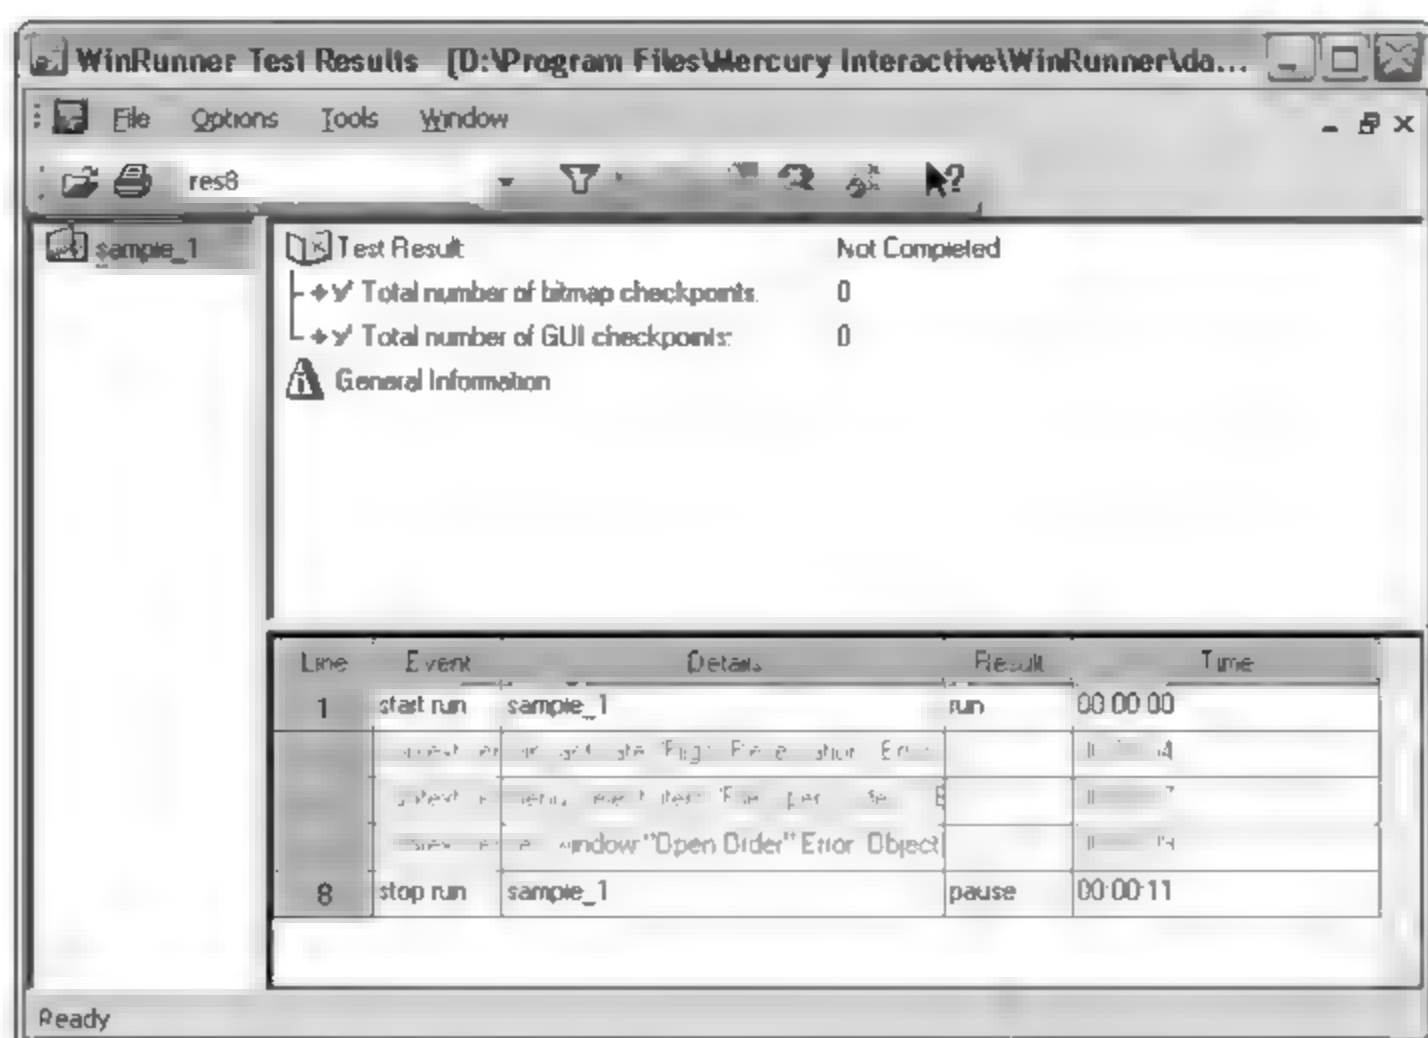 WinRunner Test Results [D:\Program Files\Mercury Interactive\WinRunner\da...
File Options Tools Window
res8
sample_1
Test Result Not Completed
Total number of bitmap checkpoints: 0
Total number of GUI checkpoints: 0
General Information
Line Event Details Result Time
1 start run sample_1 run 00:00:00
window "Open Order" Error: Object
8 stop run sample_1 pause 00:00:11
Ready